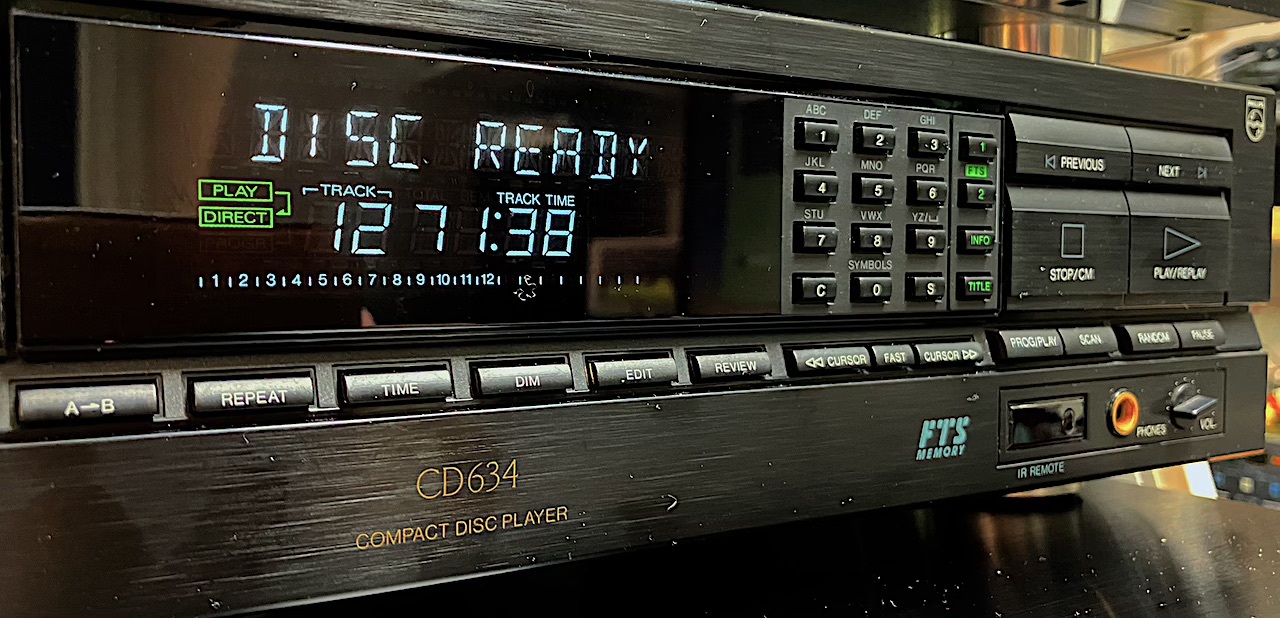 DISC READY
PLAY
DIRECT
PROGR
TRACK
TRACK TIME
12 71:38
1 2 3 4 5 6 7 8 9 10 11 12
ABC DEF GHI
1 2 3 1
JKL MNO PQR FTS
4 5 6 2
STU VWX YZ/␣
7 8 9 INFO
SYMBOLS
C 0 S TITLE
PREVIOUS NEXT
STOP/CM PLAY/REPLAY
A→B REPEAT TIME DIM EDIT REVIEW CURSOR FAST CURSOR PROG/PLAY SCAN RANDOM PAUSE
CD634
COMPACT DISC PLAYER
FTS
MEMORY
IR REMOTE
PHONES
VOL
PHILIPS